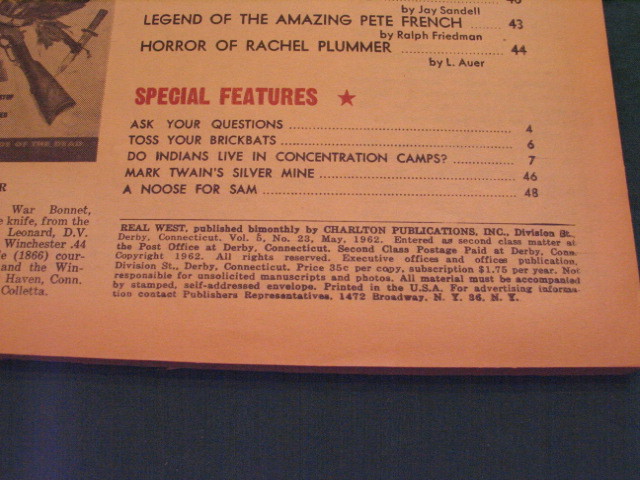 by Jay Sandell
LEGEND OF THE AMAZING PETE FRENCH ........ 43
by Ralph Friedman
HORROR OF RACHEL PLUMMER ........ 44
by L. Auer
SPECIAL FEATURES ★
ASK YOUR QUESTIONS ........ 4
TOSS YOUR BRICKBATS ........ 6
DO INDIANS LIVE IN CONCENTRATION CAMPS? ........ 7
MARK TWAIN'S SILVER MINE ........ 46
A NOOSE FOR SAM ........ 48
OF THE DEAD
War Bonnet,
knife, from the
Leonard, D.V.
Winchester .44
(1866) cour-
and the Win-
Haven, Conn.
Colletta.
REAL WEST, published bimonthly by CHARLTON PUBLICATIONS, INC., Division St.,
Derby, Connecticut. Vol. 5, No. 23, May, 1962. Entered as second class matter at
the Post Office at Derby, Connecticut. Second Class Postage Paid at Derby, Conn.
Copyright 1962. All rights reserved. Executive offices and offices publication,
Division St., Derby, Connecticut. Price 35c per copy, subscription $1.75 per year. Not
responsible for unsolicited manuscripts and photos. All material must be accompanied
by stamped, self-addressed envelope. Printed in the U.S.A. For advertising informa-
tion contact Publishers Representatives, 1472 Broadway, N. Y. 36, N. Y.